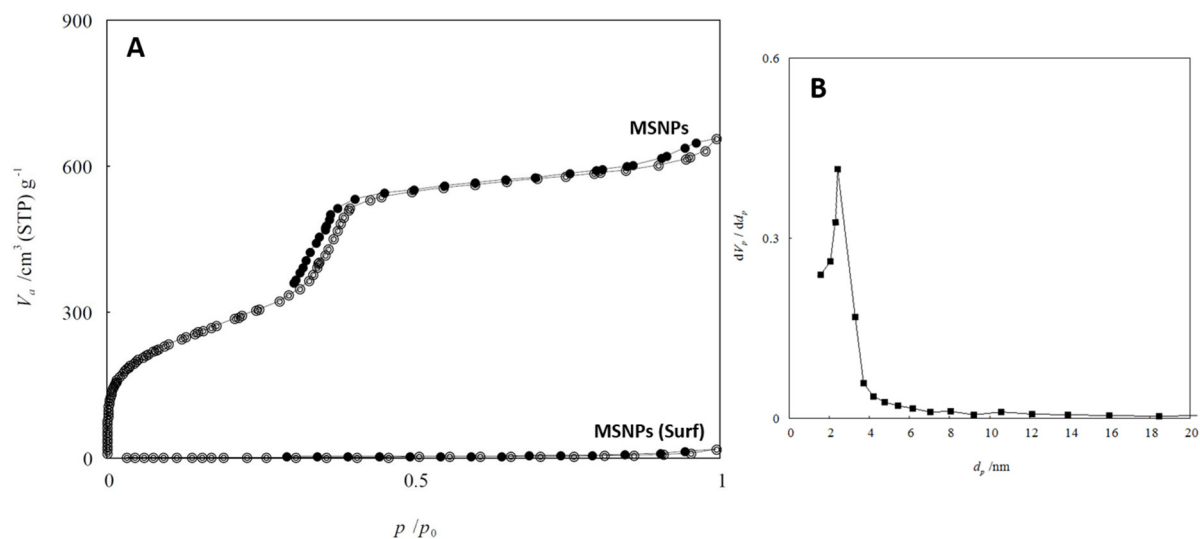 A
900
600
300
0
Vₐ /cm³ (STP) g⁻¹
MSNPs
MSNPs (Surf)
0
0.5
1
p /p₀
B
0.6
0.3
0
dVₚ / ddₚ
0
2
4
6
8
10
12
14
16
18
20
dₚ /nm